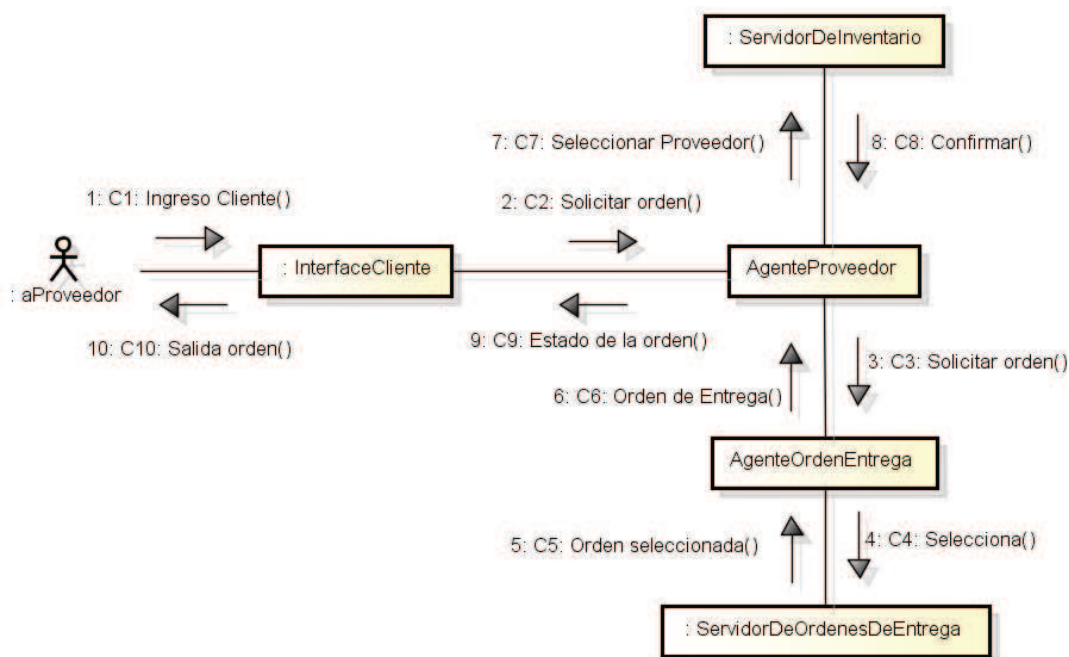 : ServidorDeInventario
7: C7: Seleccionar Proveedor()
8: C8: Confirmar()
1: C1: Ingreso Cliente()
2: C2: Solicitar orden()
: InterfaceCliente
AgenteProveedor
: aProveedor
10: C10: Salida orden()
9: C9: Estado de la orden()
3: C3: Solicitar orden()
6: C6: Orden de Entrega()
AgenteOrdenEntrega
5: C5: Orden seleccionada()
4: C4: Selecciona()
: ServidorDeOrdenesDeEntrega